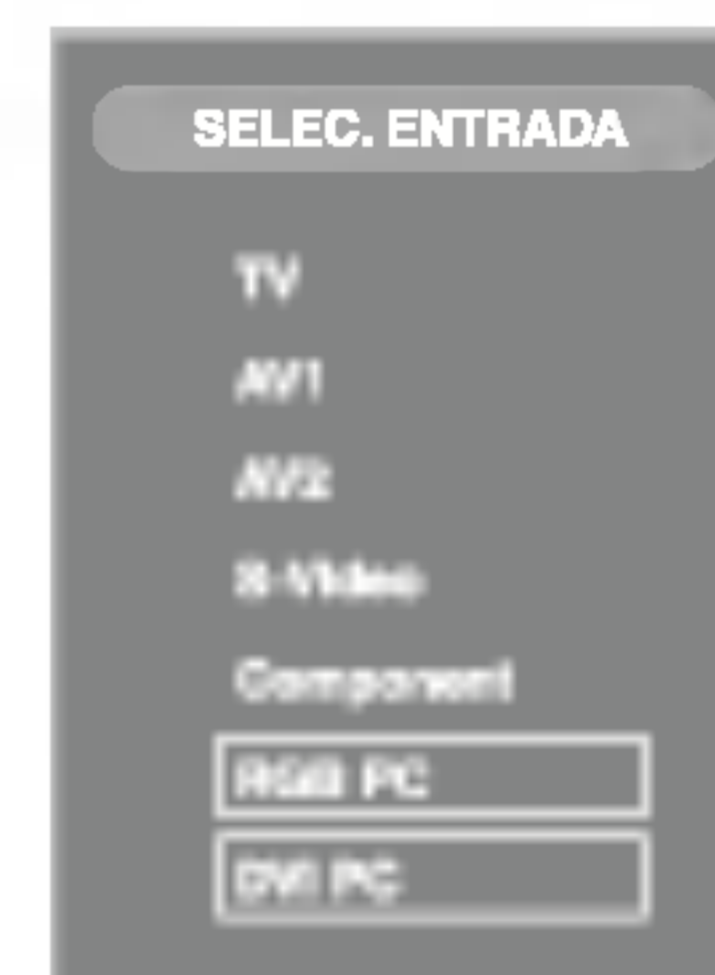 SELEC. ENTRADA
TV
AV1
AV2
S-Video
Component
RGB PC
DVI PC